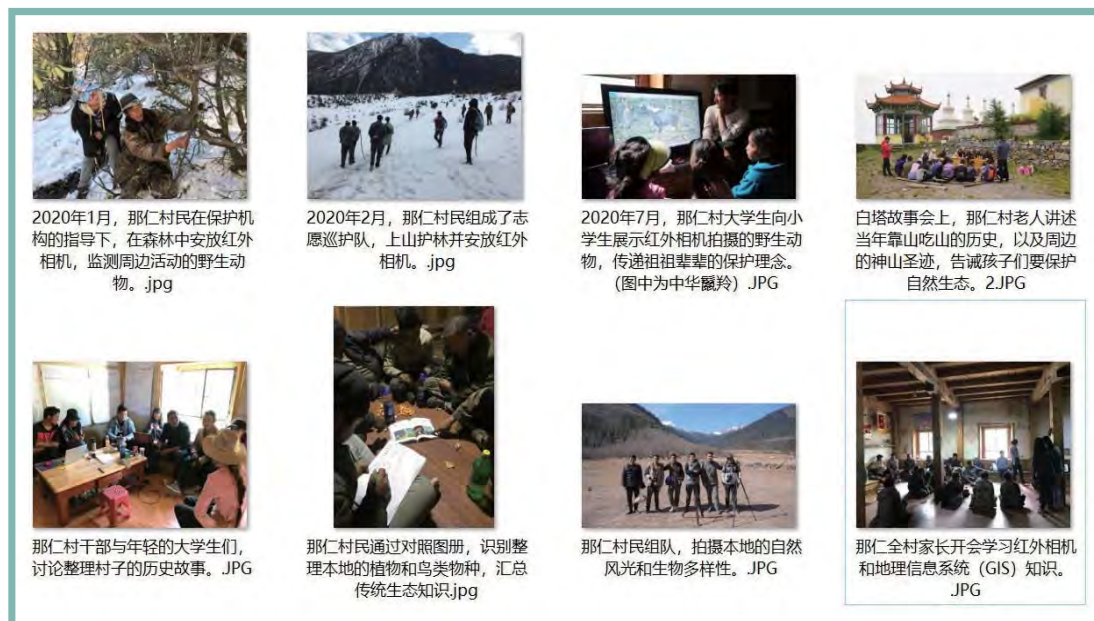 2020年1月，那仁村民在保护机
构的指导下，在森林中安放红外
相机，监测周边活动的野生动
物。.jpg
2020年2月，那仁村民组成了志
愿巡护队，上山护林并安放红外
相机。.jpg
2020年7月，那仁村大学生向小
学生展示红外相机拍摄的野生动
物，传递祖祖辈辈的保护理念。
(图中为中华鬣羚) .JPG
白塔故事会上，那仁村老人讲述
当年靠山吃山的历史，以及周边
的神山圣迹，告诫孩子们要保护
自然生态。2.JPG
那仁村干部与年轻的大学生们，
讨论整理村子的历史故事。.JPG
那仁村民通过对照图册，识别整
理本地的植物和鸟类物种，汇总
传统生态知识.jpg
那仁村民组队，拍摄本地的自然
风光和生物多样性。.JPG
那仁全村家长开会学习红外相机
和地理信息系统（GIS）知识。
.JPG